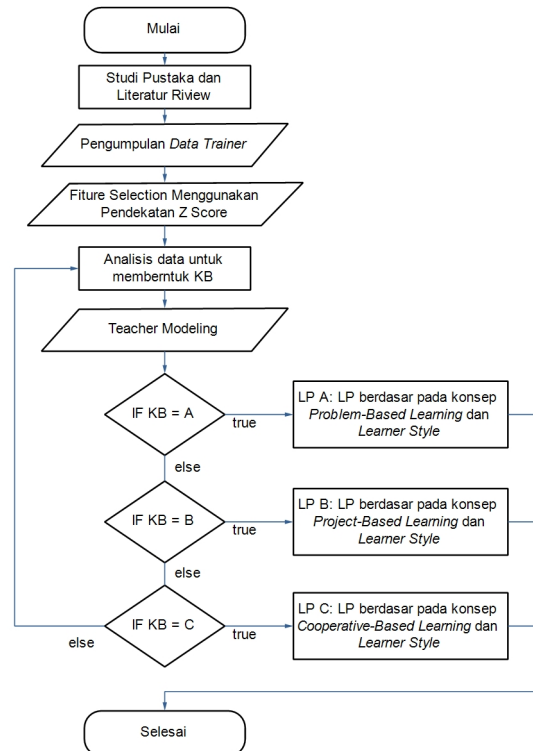 Mulai
Studi Pustaka dan
Literatur Riview
Pengumpulan Data Trainer
Fiture Selection Menggunakan
Pendekatan Z Score
Analisis data untuk
memberntuk KB
Teacher Modeling
IF KB = A
true
LP A: LP berdasar pada konsep
Problem-Based Learning dan
Learner Style
else
IF KB = B
true
LP B: LP berdasar pada konsep
Project-Based Learning dan
Learner Style
else
IF KB = C
true
else
LP C: LP berdasar pada konsep
Cooperative-Based Learning dan
Learner Style
Selesai